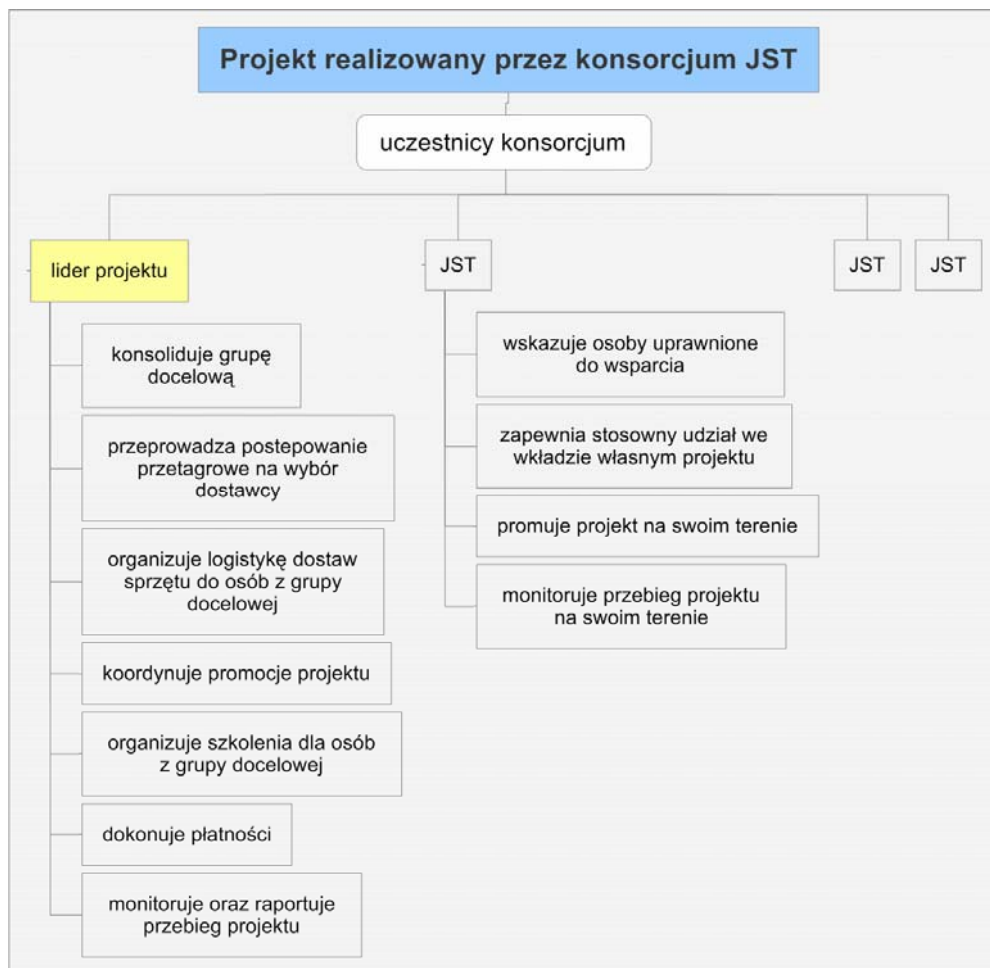 Projekt realizowany przez konsorcjum JST
uczestnicy konsorcjum
lider projektu
JST
JST
JST
konsoliduje grupę
docelową
przeprowadza postepowanie
przetagrowe na wybór
dostawcy
organizuje logistykę dostaw
sprzętu do osób z grupy
docelowej
koordynuje promocje projektu
organizuje szkolenia dla osób
z grupy docelowej
dokonuje płatności
monitoruje oraz raportuje
przebieg projektu
wskazuje osoby uprawnione
do wsparcia
zapewnia stosowny udział we
wkładzie własnym projektu
promuje projekt na swoim terenie
monitoruje przebieg projektu
na swoim terenie